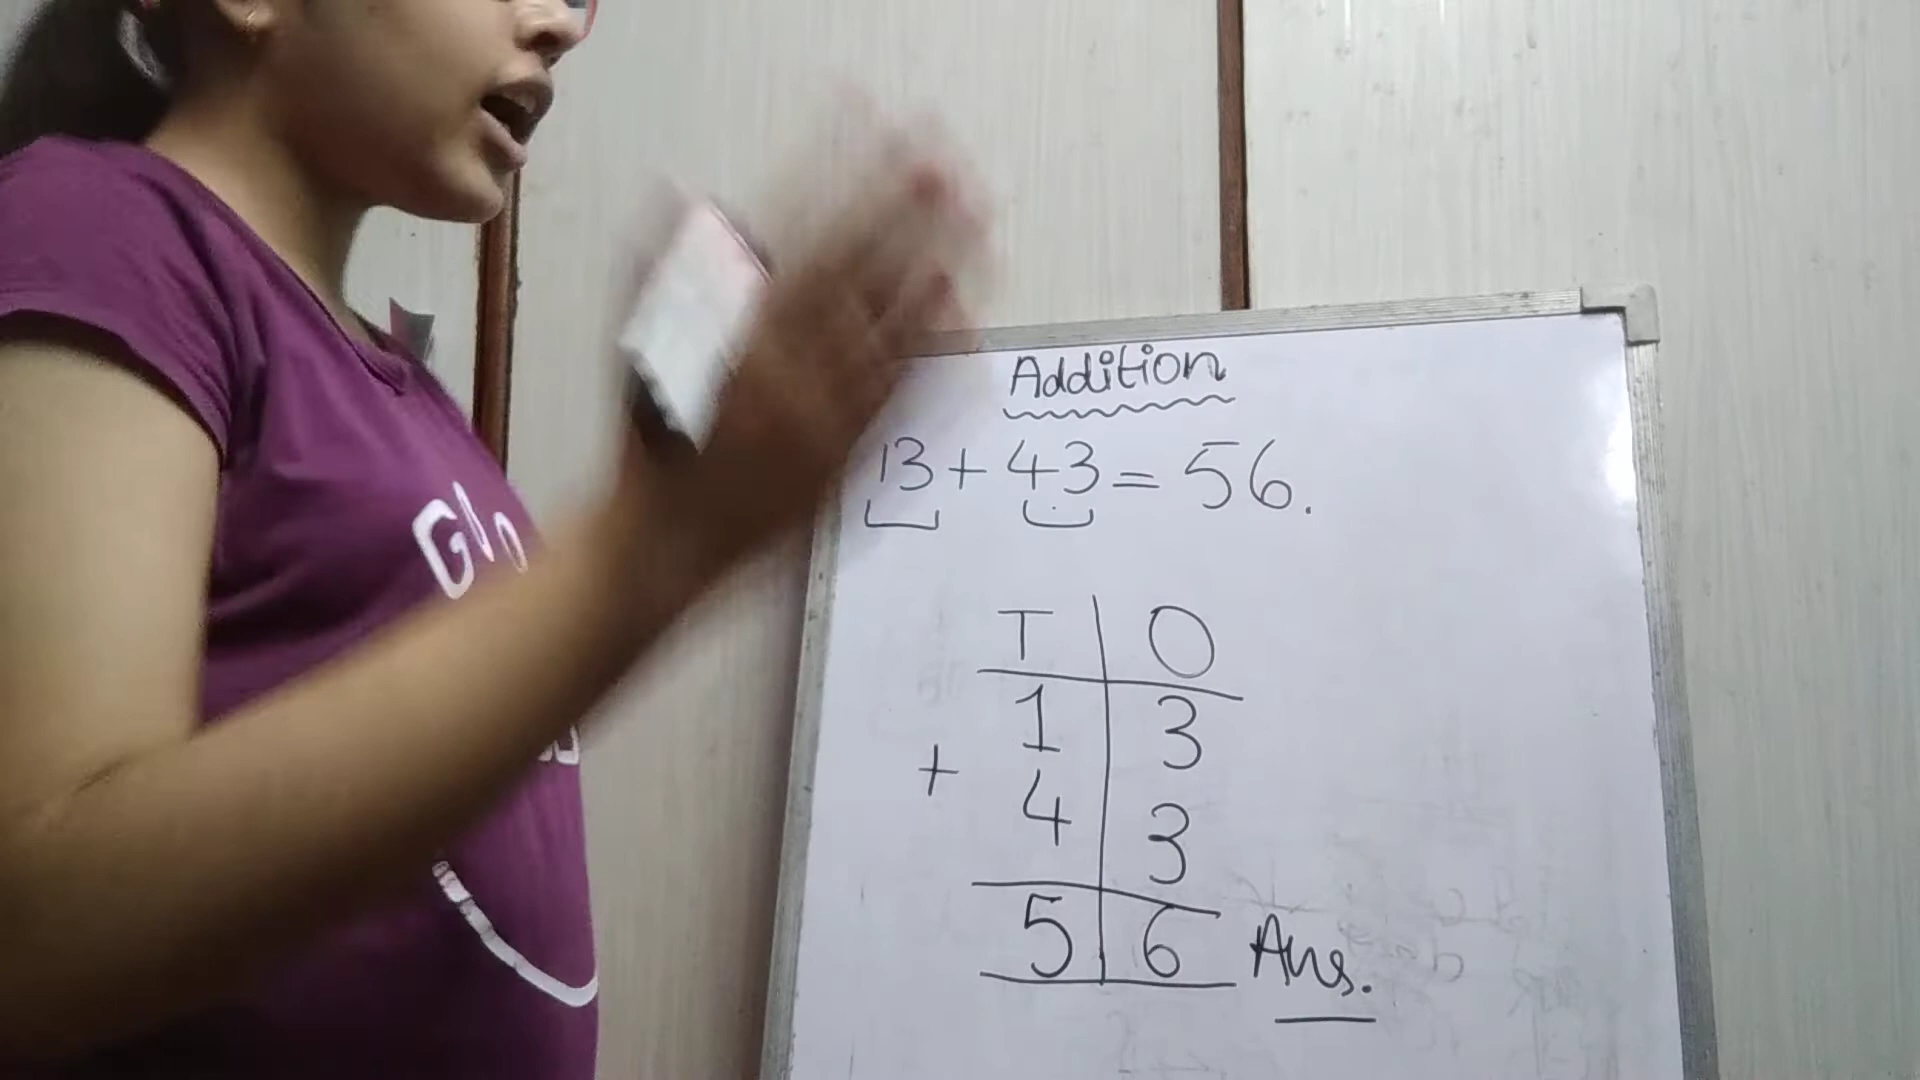 Addition
13 + 43 = 56.
T O
1 3
+
4 3
5 6 Ans.